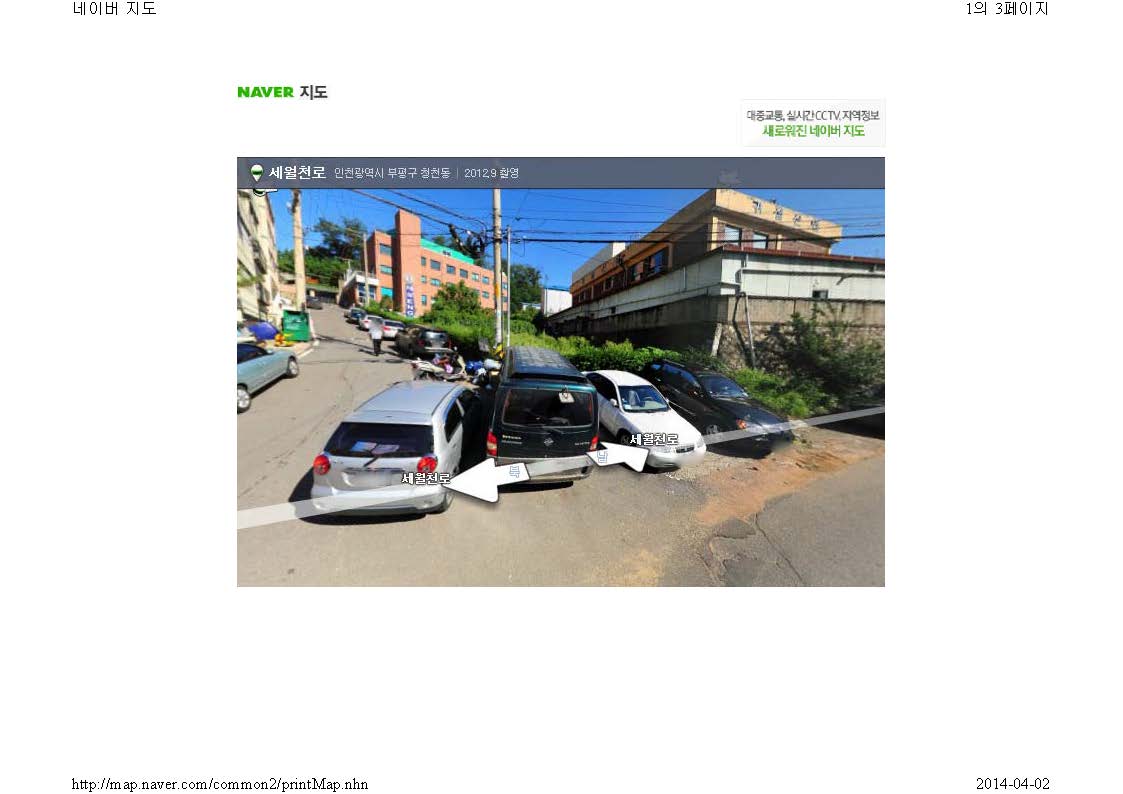 네이버 지도
1의 3페이지
NAVER 지도
대중교통, 실시간 CCTV, 지역정보
새로워진 네이버 지도
세월천로 인천광역시 부평구 청천동 | 2012.9 촬영
세월천로
남
세월천로
북
http://map.naver.com/common2/printMap.nhn
2014-04-02